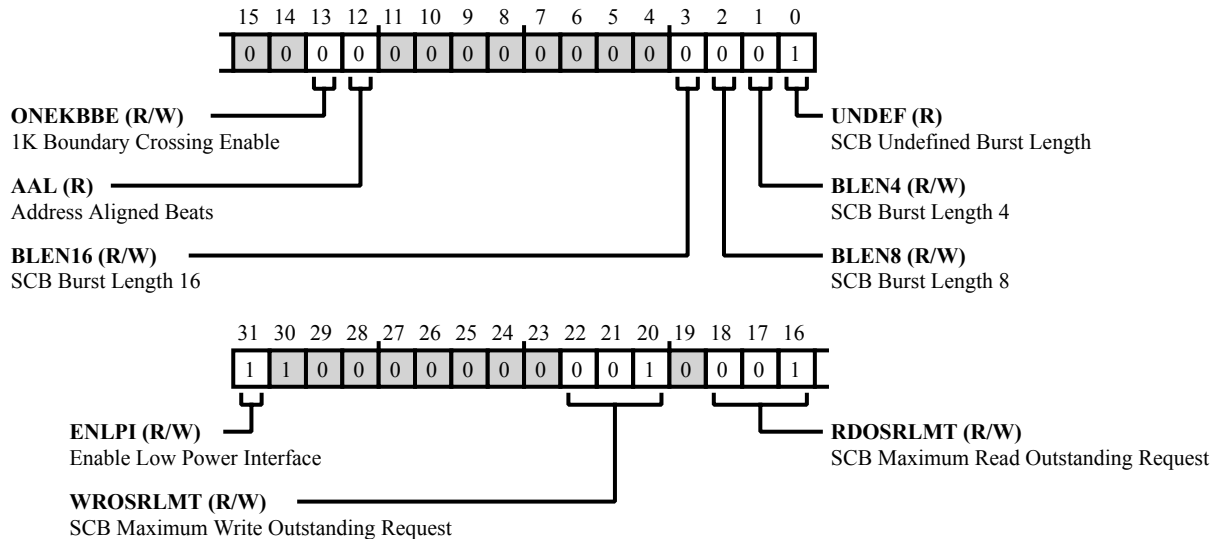 15 14 13 12 11 10 9 8 7 6 5 4 3 2 1 0
0 0 0 0 0 0 0 0 0 0 0 0 0 0 0 1
ONEKBBE (R/W)
1K Boundary Crossing Enable
UNDEF (R)
SCB Undefined Burst Length
AAL (R)
Address Aligned Beats
BLEN4 (R/W)
SCB Burst Length 4
BLEN16 (R/W)
SCB Burst Length 16
BLEN8 (R/W)
SCB Burst Length 8
31 30 29 28 27 26 25 24 23 22 21 20 19 18 17 16
1 1 0 0 0 0 0 0 0 0 0 1 0 0 0 1
ENLPI (R/W)
Enable Low Power Interface
RDOSRLMT (R/W)
SCB Maximum Read Outstanding Request
WROSRLMT (R/W)
SCB Maximum Write Outstanding Request